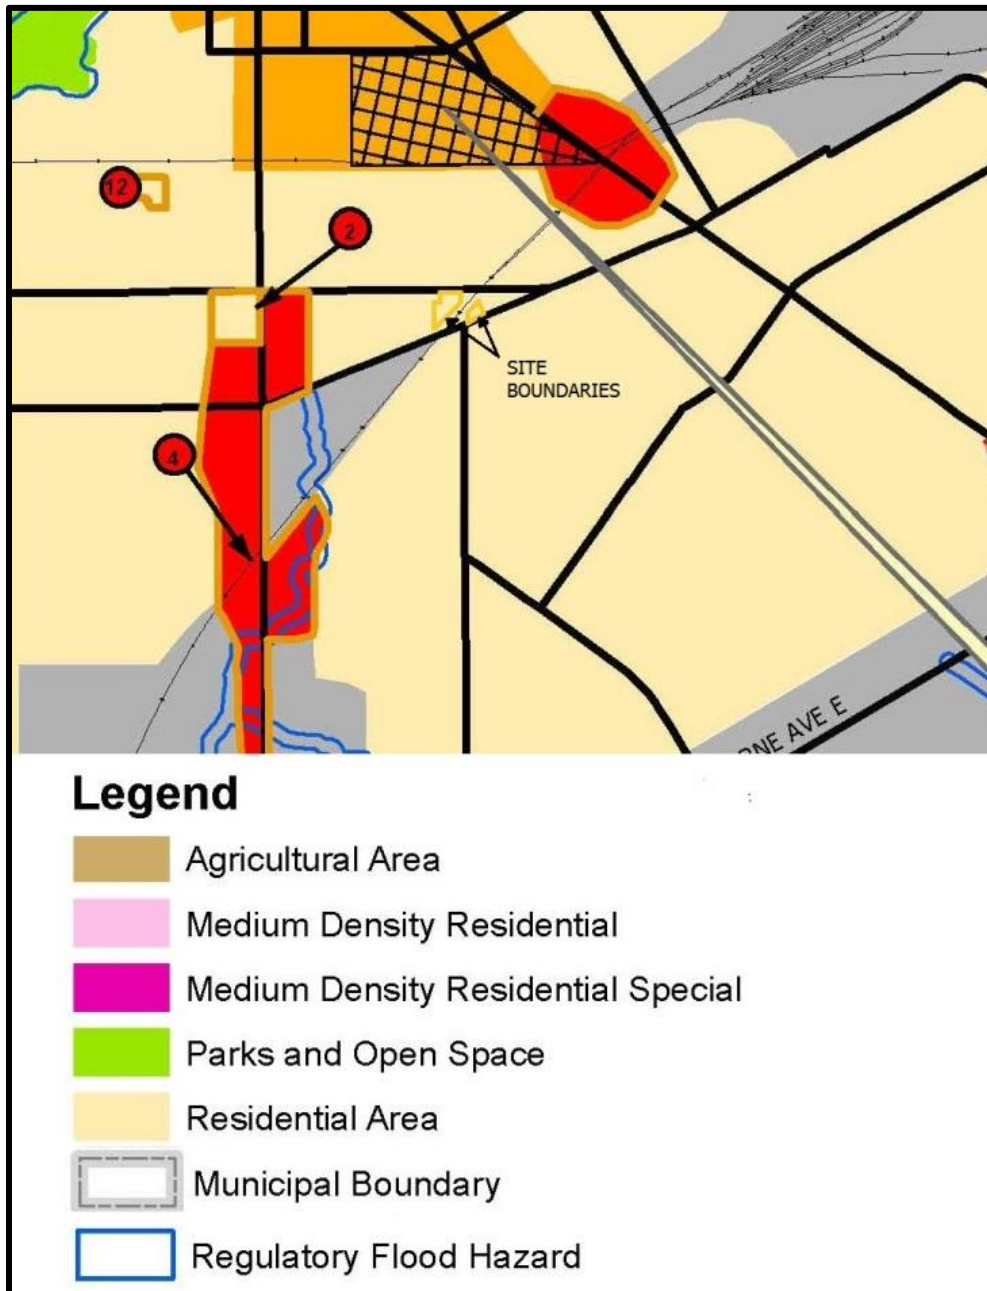 12
2
SITE
BOUNDARIES
4
RNE AVE E
Legend
Agricultural Area
Medium Density Residential
Medium Density Residential Special
Parks and Open Space
Residential Area
Municipal Boundary
Regulatory Flood Hazard